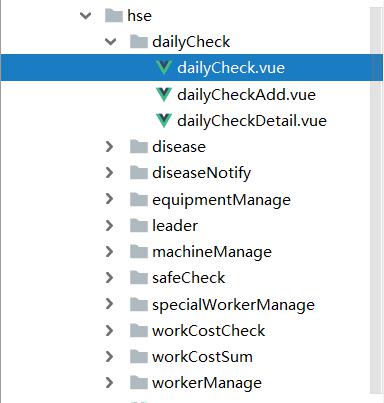 hse
dailyCheck
dailyCheck.vue
dailyCheckAdd.vue
dailyCheckDetail.vue
disease
diseaseNotify
equipmentManage
leader
machineManage
safeCheck
specialWorkerManage
workCostCheck
workCostSum
workerManage